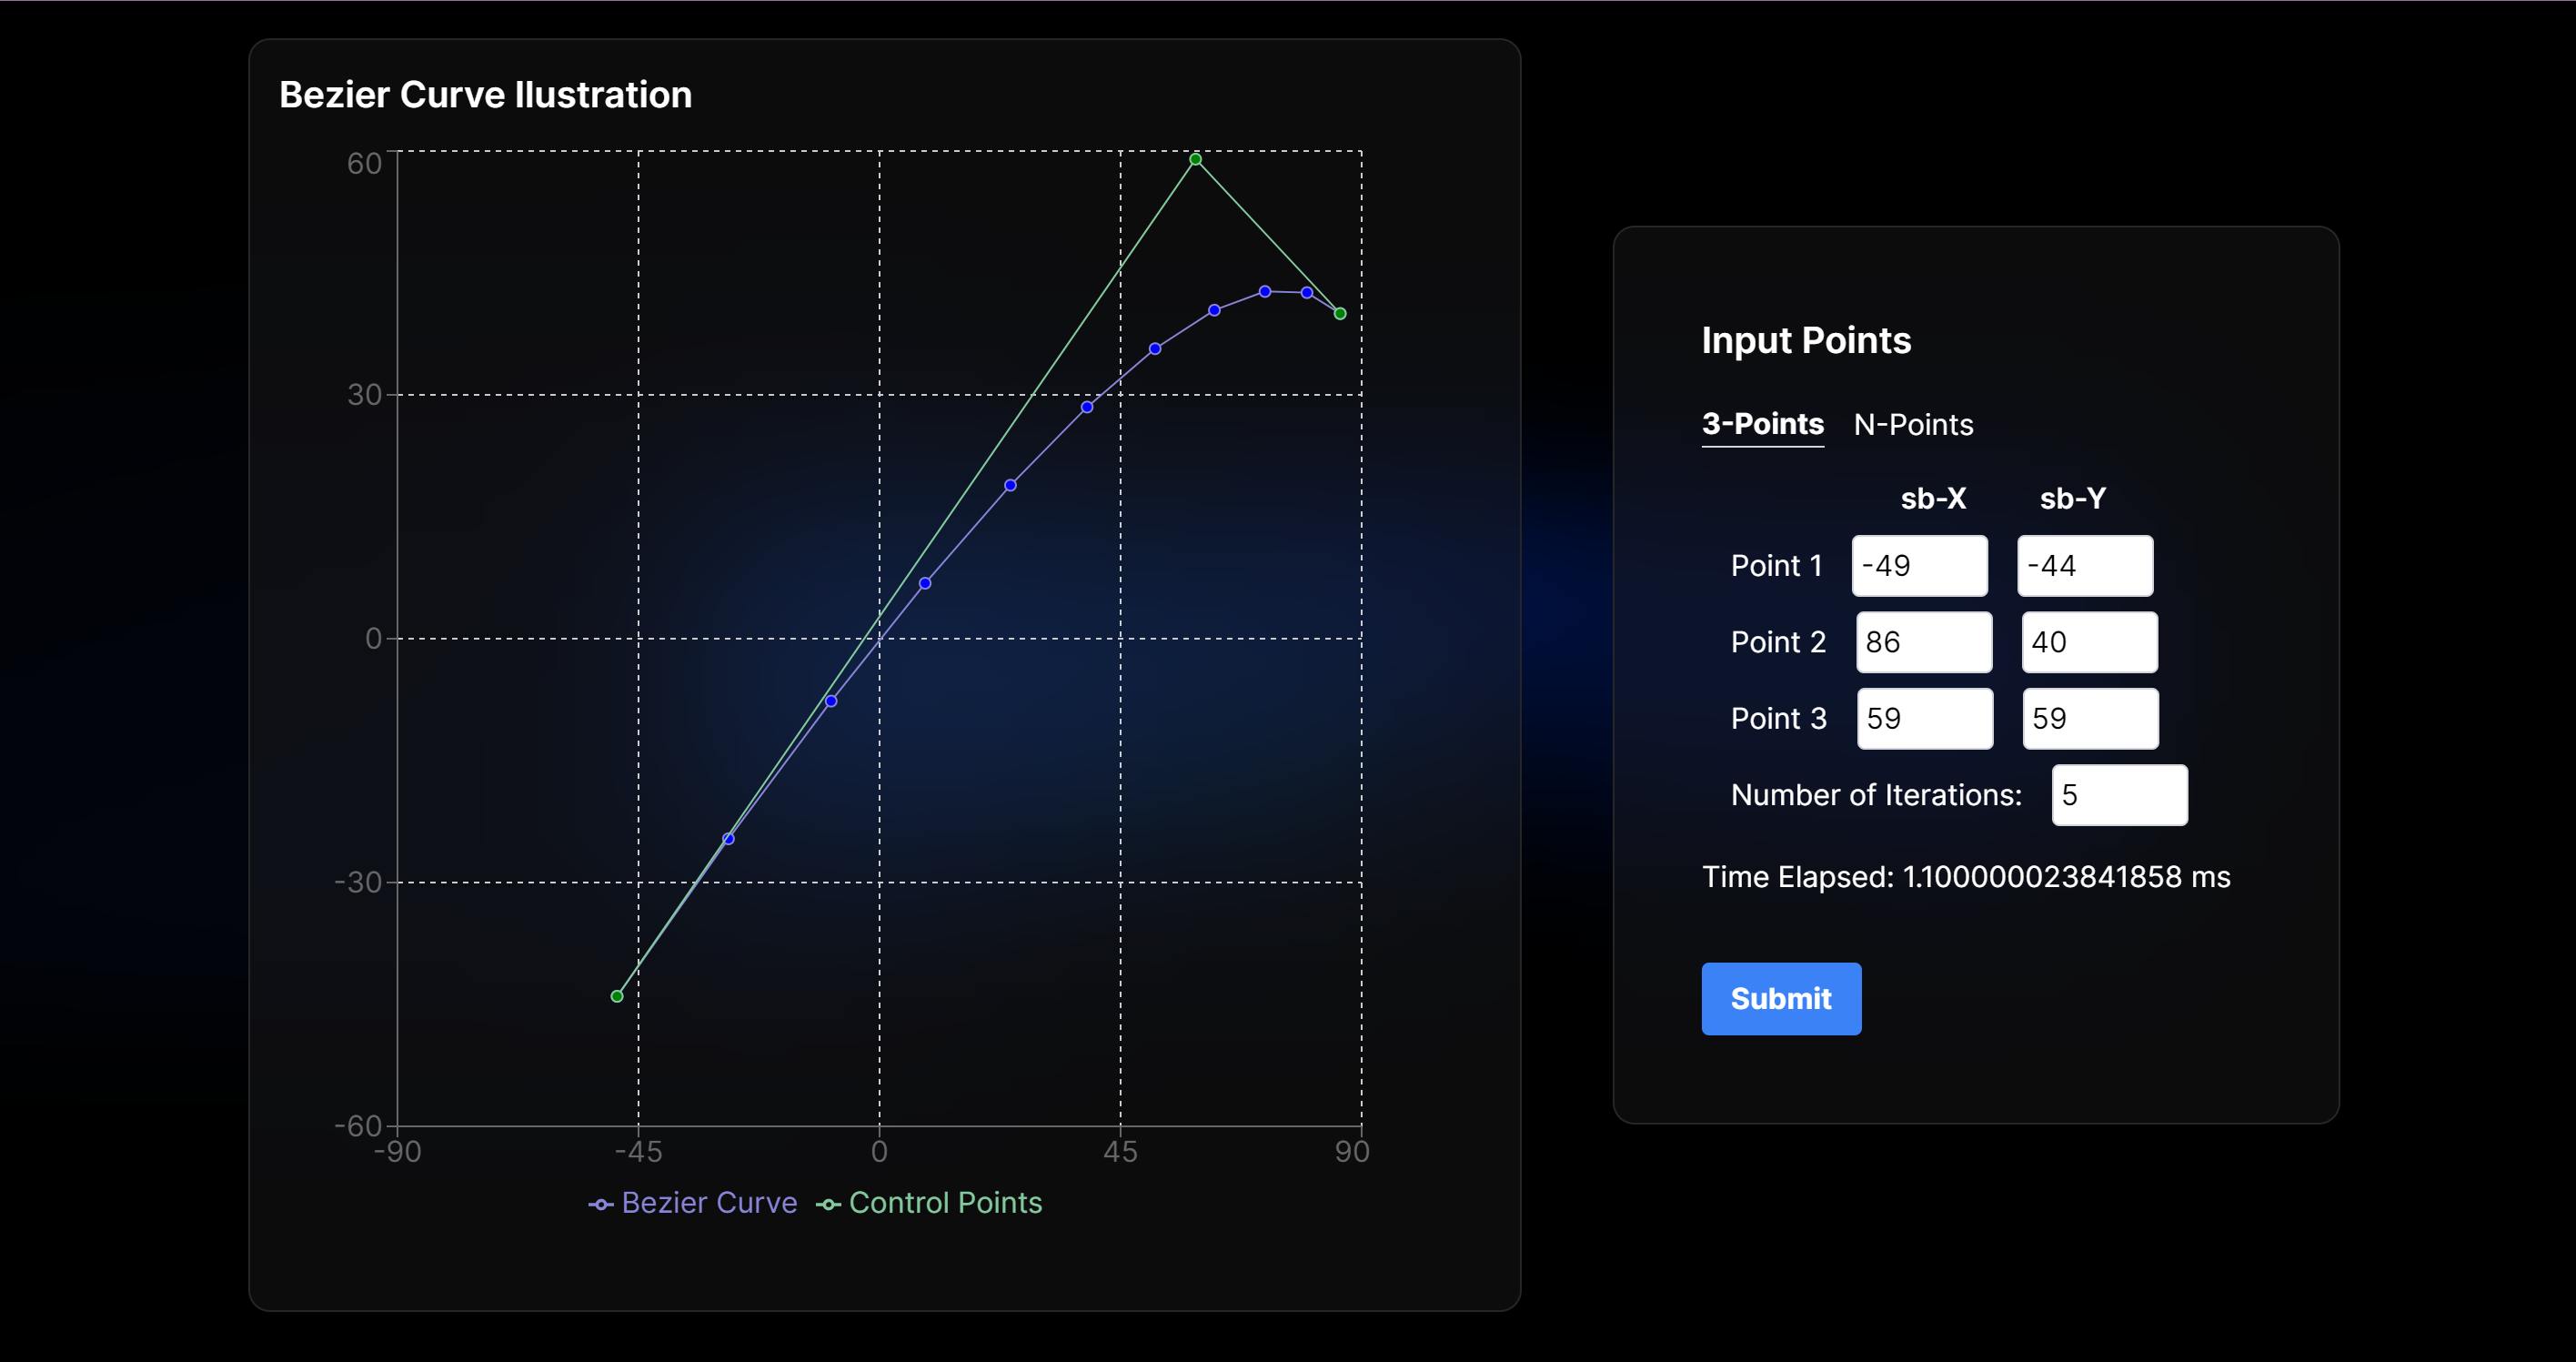 Bezier Curve Ilustration
60
30
0
-30
-60
-90 -45 0 45 90
Bezier Curve Control Points
Input Points
3-Points N-Points
sb-X sb-Y
Point 1 -49 -44
Point 2 86 40
Point 3 59 59
Number of Iterations: 5
Time Elapsed: 1.100000023841858 ms
Submit